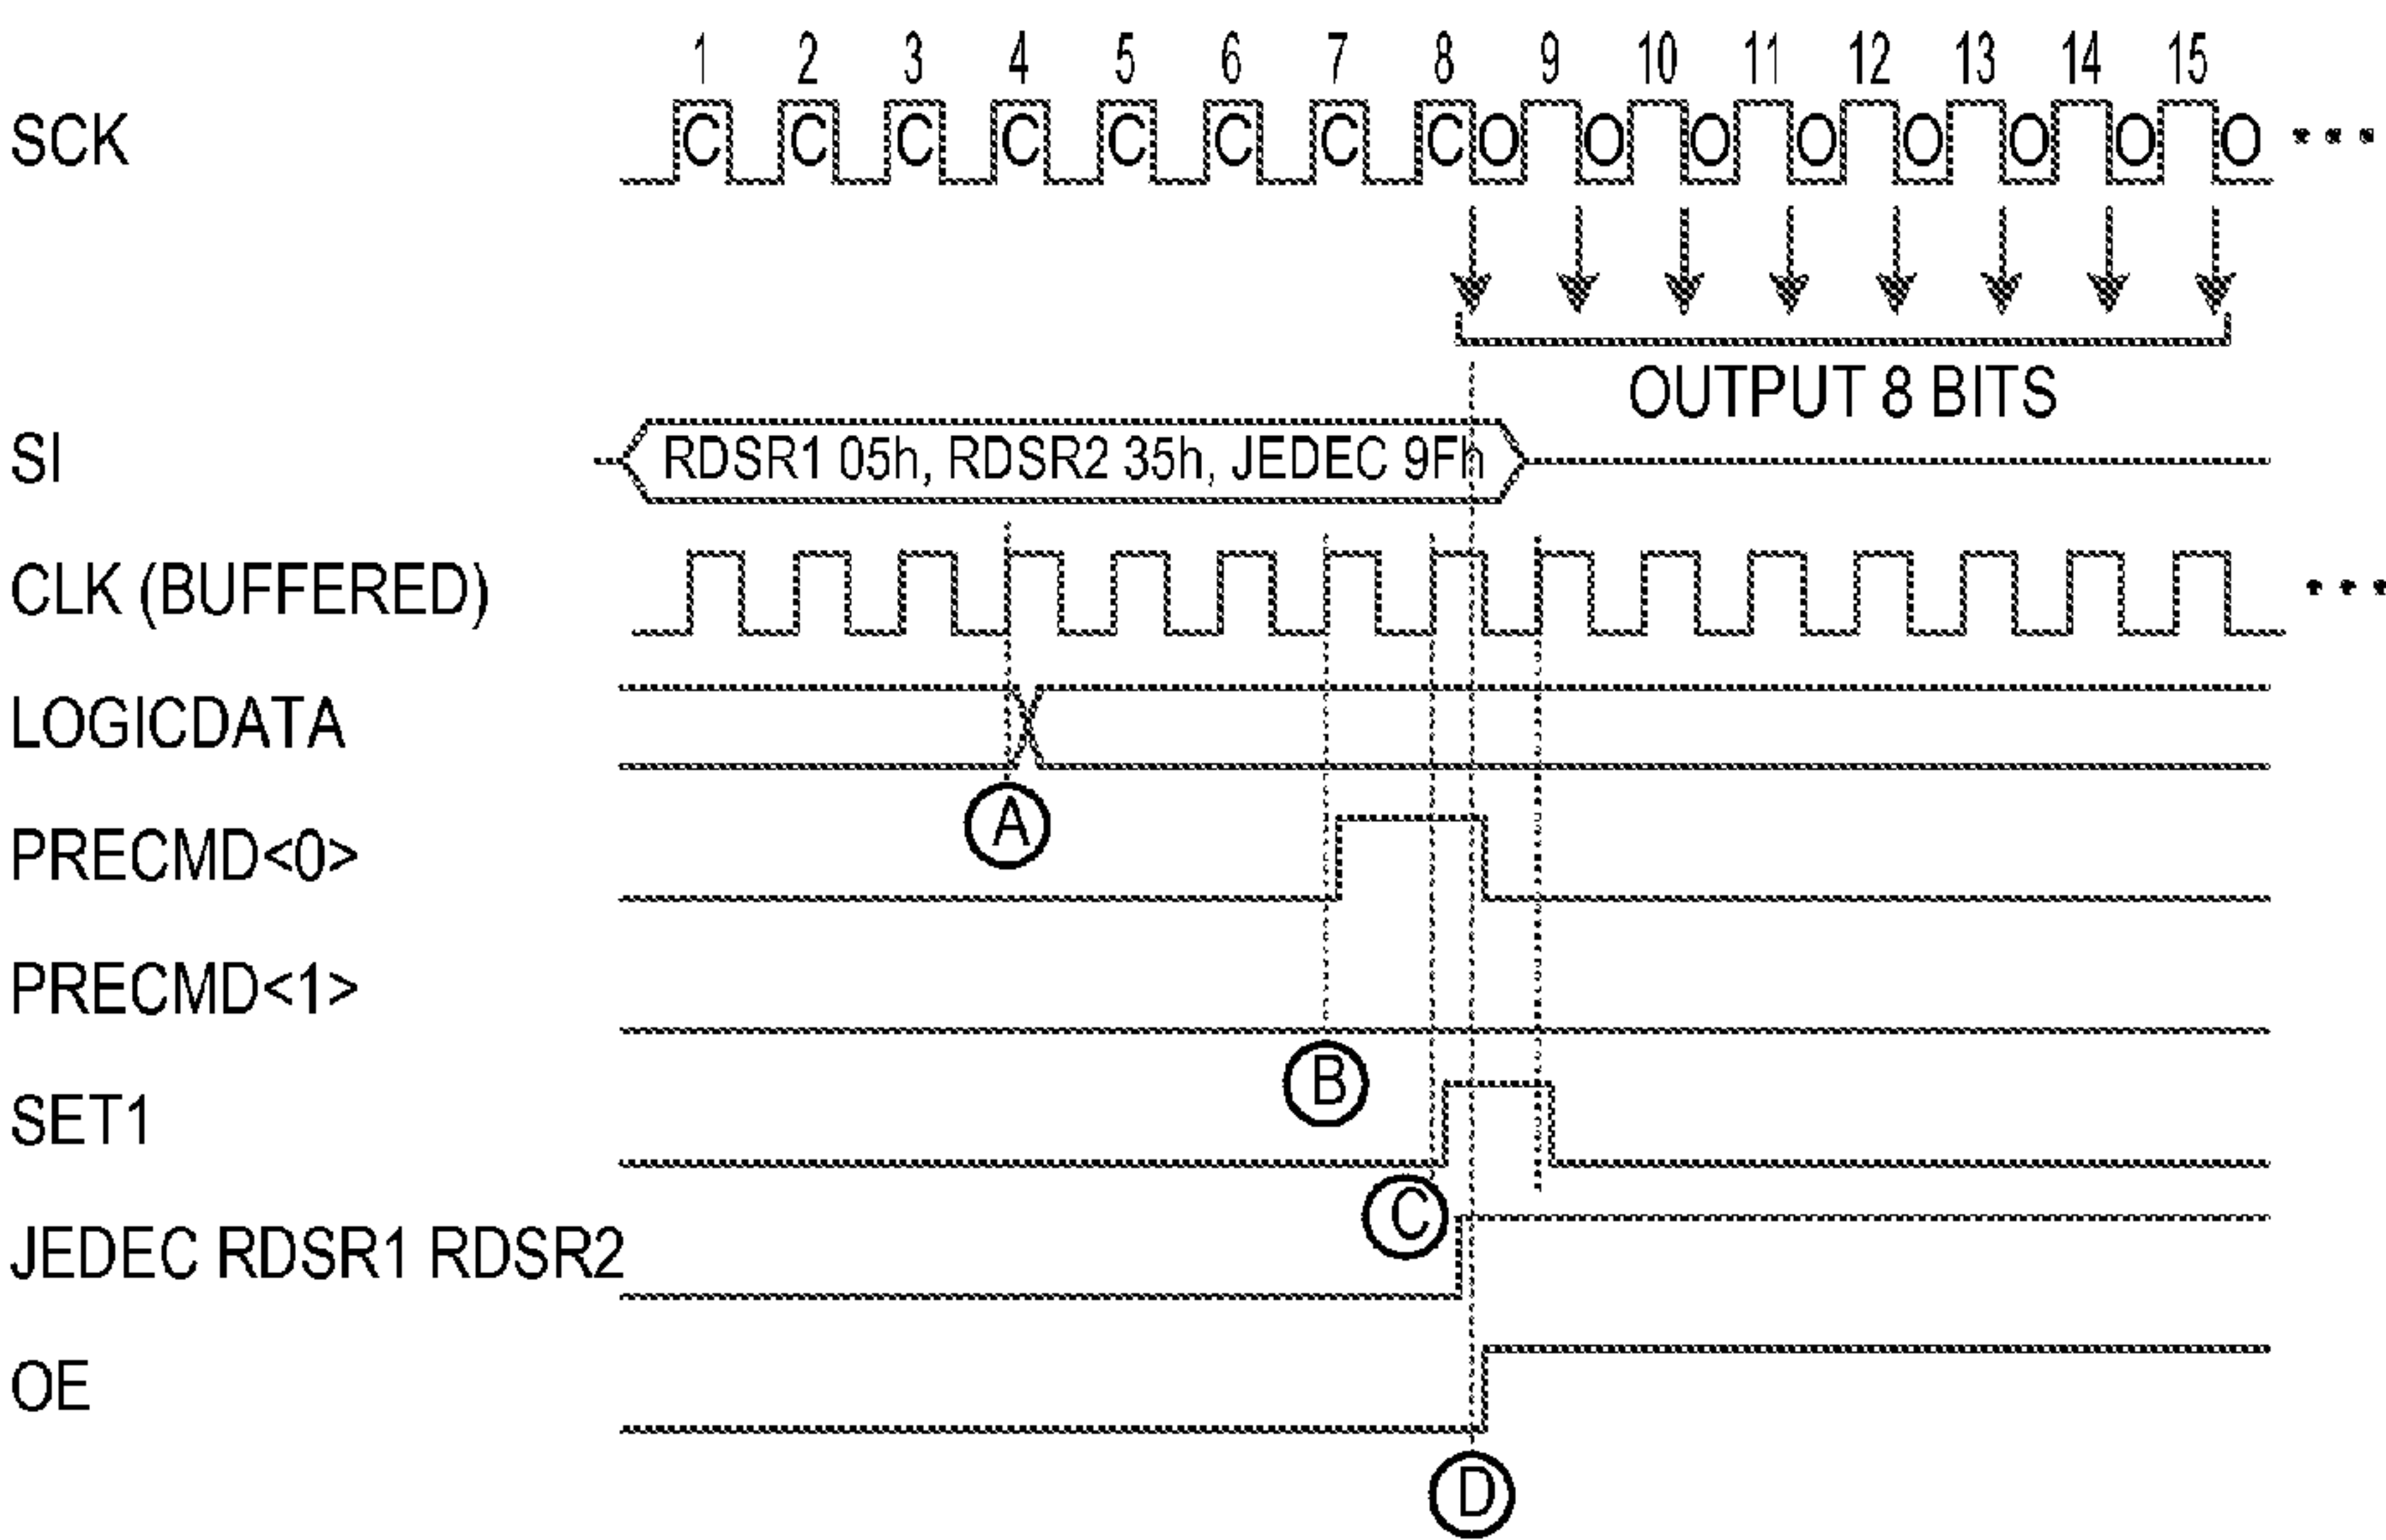 1 2 3 4 5 6 7 8 9 10 11 12 13 14 15
SCK C C C C C C C C O O O O O O O O ...
OUTPUT 8 BITS
SI RDSR1 05h, RDSR2 35h, JEDEC 9Fh
CLK (BUFFERED) ...
LOGICDATA
A
PRECMD<0>
PRECMD<1>
B
SET1
C
JEDEC RDSR1 RDSR2
OE
D